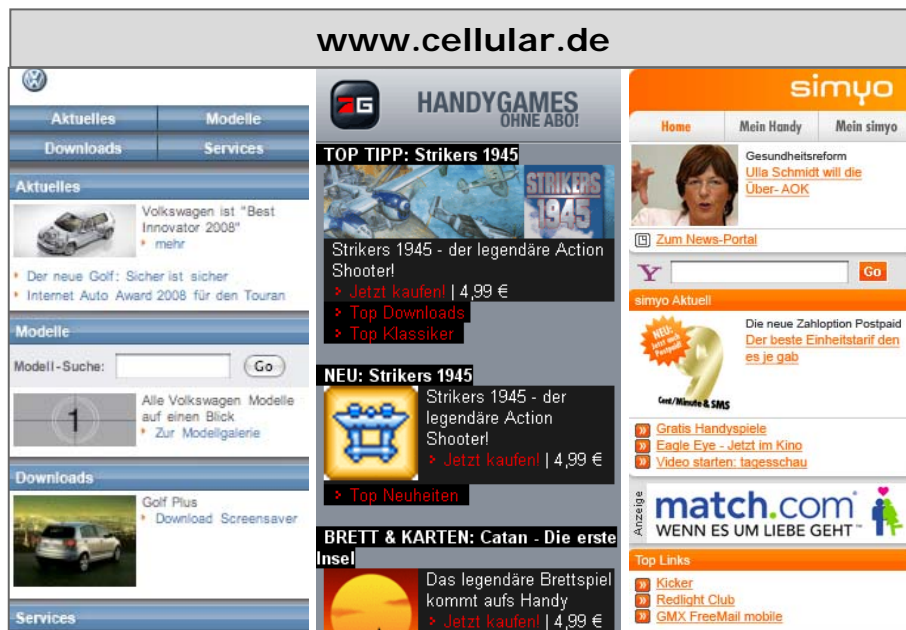 www.cellular.de
Aktuelles
Modelle
Downloads
Services
Aktuelles
Volkswagen ist "Best
Innovator 2008"
mehr
Der neue Golf: Sicher ist sicher
Internet Auto Award 2008 für den Touran
Modelle
Modell-Suche:
Go
1
Alle Volkswagen Modelle
auf einen Blick
Zur Modellgalerie
Downloads
Golf Plus
Download Screensaver
Services
G
HANDYGAMES
OHNE ABO!
TOP TIPP: Strikers 1945
STRIKERS
1945
Strikers 1945 - der legendäre Action
Shooter!
> Jetzt kaufen! | 4,99 €
> Top Downloads
> Top Klassiker
NEU: Strikers 1945
Strikers 1945 - der
legendäre Action
Shooter!
> Jetzt kaufen! | 4,99 €
> Top Neuheiten
BRETT & KARTEN: Catan - Die erste
Insel
Das legendäre Brettspiel
kommt aufs Handy
> Jetzt kaufen! | 4,99 €
simyo
Home
Mein Handy
Mein simyo
Gesundheitsreform
Ulla Schmidt will die
Über- AOK
Zum News-Portal
Y
Go
simyo Aktuell
NEU:
Jetzt auch
Postpaid!
9
Cent/Minute & SMS
Die neue Zahloption Postpaid
Der beste Einheitstarif den
es je gab
Gratis Handyspiele
Eagle Eye - Jetzt im Kino
Video starten: tagesschau
Anzeige
match.com
WENN ES UM LIEBE GEHT™
Top Links
Kicker
Redlight Club
GMX FreeMail mobile